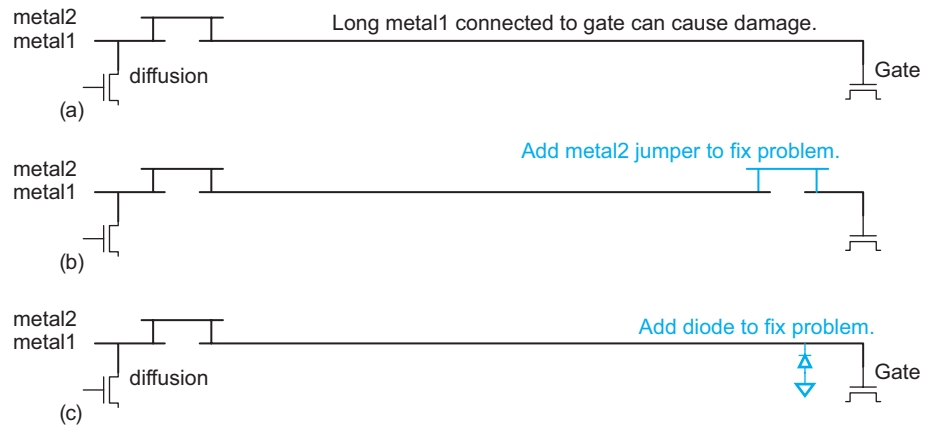 metal2
metal1
Long metal1 connected to gate can cause damage.
diffusion
Gate
(a)
Add metal2 jumper to fix problem.
metal2
metal1
(b)
metal2
metal1
Add diode to fix problem.
diffusion
Gate
(c)